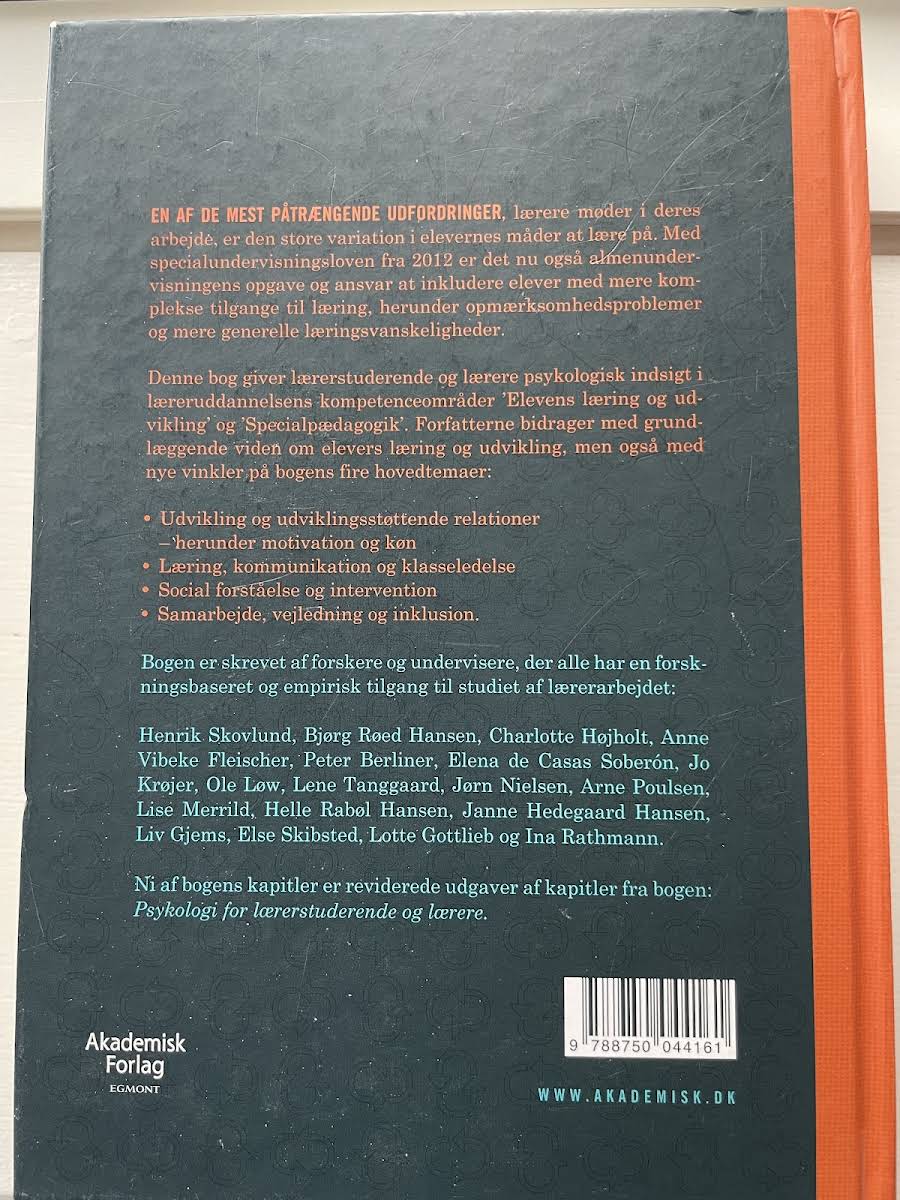 EN AF DE MEST PÅTRÆNGENDE UDFORDRINGER, lærere møder i deres
arbejde, er den store variation i elevernes måder at lære på. Med
specialundervisningsloven fra 2012 er det nu også almenunder-
visningens opgave og ansvar at inkludere elever med mere kom-
plekse tilgange til læring, herunder opmærksomhedsproblemer
og mere generelle læringsvanskeligheder.
Denne bog giver lærerstuderende og lærere psykologisk indsigt i
læreruddannelsens kompetenceområder 'Elevens læring og ud-
vikling' og 'Specialpædagogik'. Forfatterne bidrager med grund-
læggende viden om elevers læring og udvikling, men også med
nye vinkler på bogens fire hovedtemaer:
• Udvikling og udviklingsstøttende relationer
– herunder motivation og køn
• Læring, kommunikation og klasseledelse
• Social forståelse og intervention
• Samarbejde, vejledning og inklusion.
Bogen er skrevet af forskere og undervisere, der alle har en forsk-
ningsbaseret og empirisk tilgang til studiet af lærerarbejdet:
Henrik Skovlund, Bjørg Røed Hansen, Charlotte Højholt, Anne
Vibeke Fleischer, Peter Berliner, Elena de Casas Soberón, Jo
Krøjer, Ole Løw, Lene Tanggaard, Jørn Nielsen, Arne Poulsen,
Lise Merrild, Helle Rabøl Hansen, Janne Hedegaard Hansen,
Liv Gjems, Else Skibsted, Lotte Gottlieb og Ina Rathmann.
Ni af bogens kapitler er reviderede udgaver af kapitler fra bogen:
Psykologi for lærerstuderende og lærere.
Akademisk
Forlag
EGMONT
9 788750 044161
WWW.AKADEMISK.DK